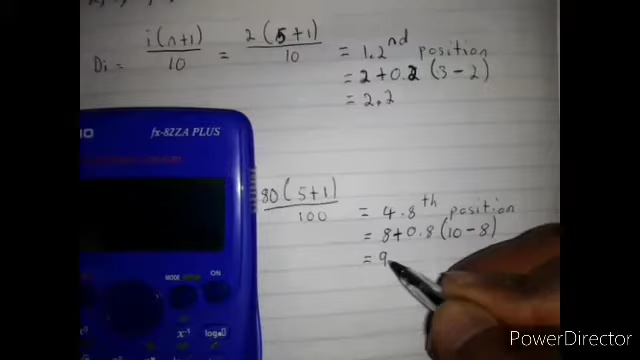 Di = i(n+1)/10 = 2(5+1)/10 = 1.2nd position
= 2+0.2 (3-2)
= 2.2
fx-82ZA PLUS
MODE ON
80(5+1)/100 = 4.8th position
= 8+0.8 (10-8)
= 9
x⁻¹ log
PowerDirector